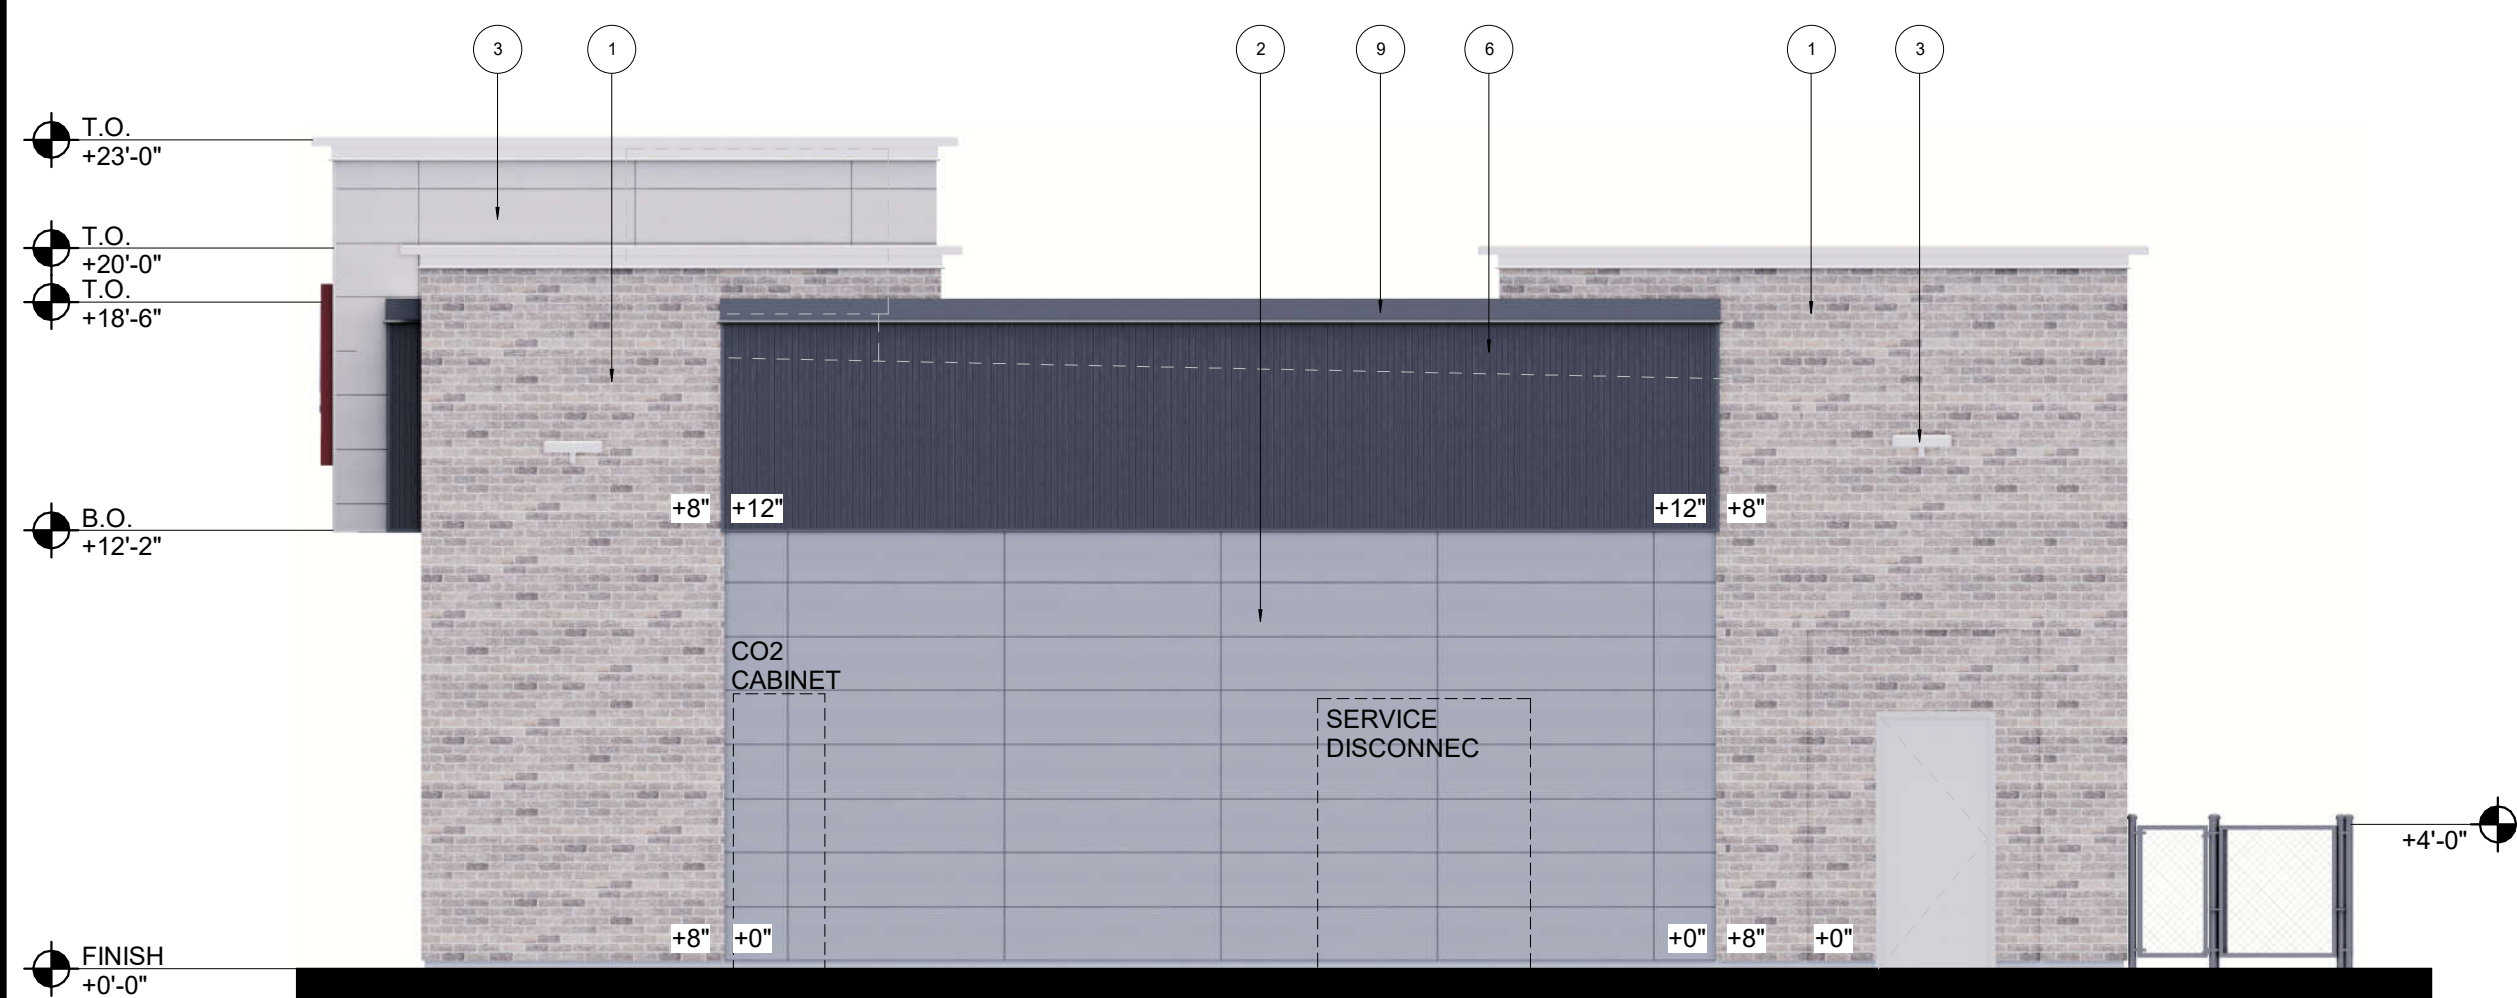 3
1
2
9
6
1
3
T.O.
+23'-0"
T.O.
+20'-0"
T.O.
+18'-6"
+8"
+12"
+12"
+8"
B.O.
+12'-2"
CO2
CABINET
SERVICE
DISCONNEC
+4'-0"
+8"
+0"
+0"
+8"
+0"
FINISH
+0'-0"